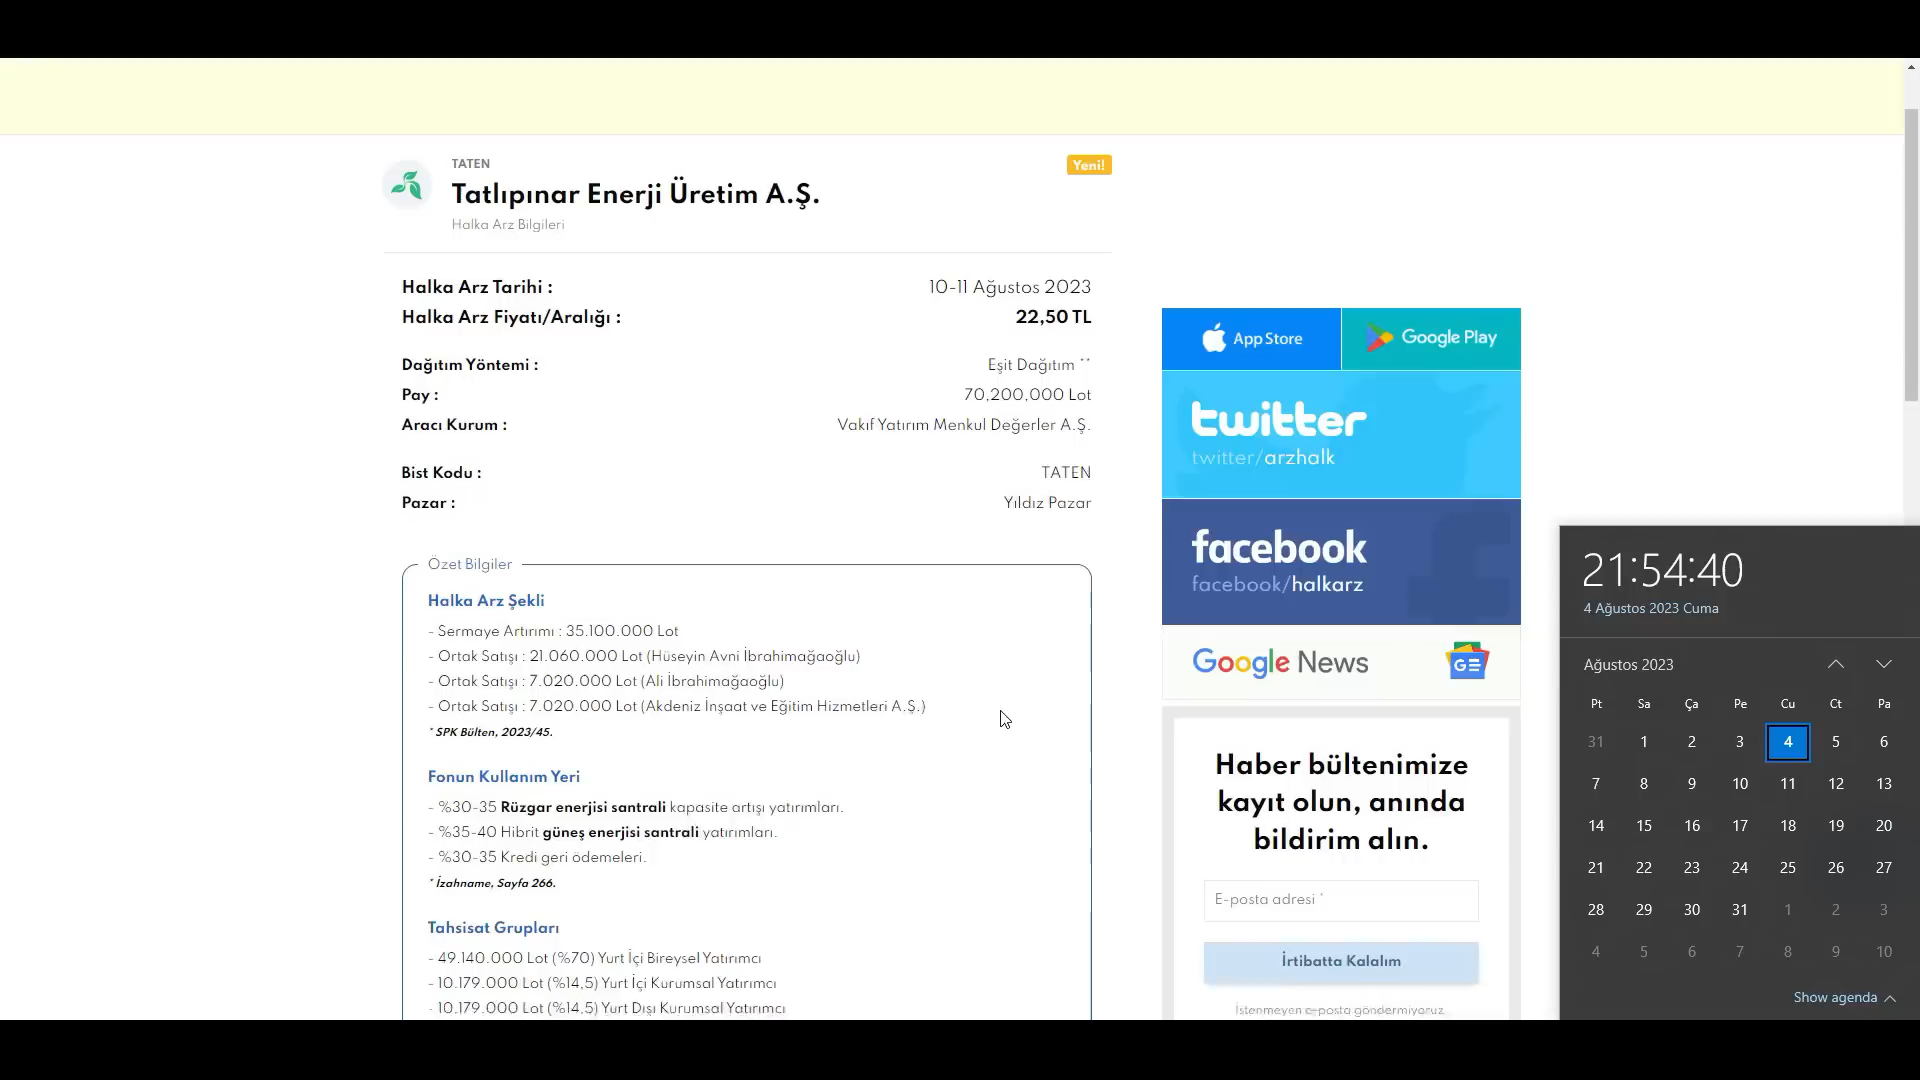 TATEN
Yeni!
Tatlıpınar Enerji Üretim A.Ş.
Halka Arz Bilgileri
Halka Arz Tarihi : 10-11 Ağustos 2023
Halka Arz Fiyatı/Aralığı : 22,50 TL
Dağıtım Yöntemi : Eşit Dağıtım **
Pay : 70,200,000 Lot
Aracı Kurum : Vakıf Yatırım Menkul Değerler A.Ş.
Bist Kodu : TATEN
Pazar : Yıldız Pazar
Özet Bilgiler
Halka Arz Şekli
- Sermaye Artırımı : 35.100.000 Lot
- Ortak Satışı : 21.060.000 Lot (Hüseyin Avni İbrahimağaoğlu)
- Ortak Satışı : 7.020.000 Lot (Ali İbrahimağaoğlu)
- Ortak Satışı : 7.020.000 Lot (Akdeniz İnşaat ve Eğitim Hizmetleri A.Ş.)
* SPK Bülten, 2023/45.
Fonun Kullanım Yeri
- %30-35 Rüzgar enerjisi santrali kapasite artışı yatırımları.
- %35-40 Hibrit güneş enerjisi santrali yatırımları.
- %30-35 Kredi geri ödemeleri.
* İzahname, Sayfa 266.
Tahsisat Grupları
- 49.140.000 Lot (%70) Yurt İçi Bireysel Yatırımcı
- 10.179.000 Lot (%14,5) Yurt İçi Kurumsal Yatırımcı
- 10.179.000 Lot (%14,5) Yurt Dışı Kurumsal Yatırımcı
App Store
Google Play
twitter
twitter/arzhalk
facebook
facebook/halkarz
Google News
GE
Haber bültenimize
kayıt olun, anında
bildirim alın.
E-posta adresi *
İrtibatta Kalalım
İstenmeyen e-posta göndermiyoruz
21:54:40
4 Ağustos 2023 Cuma
Ağustos 2023
Pt Sa Ça Pe Cu Ct Pa
31 1 2 3 4 5 6
7 8 9 10 11 12 13
14 15 16 17 18 19 20
21 22 23 24 25 26 27
28 29 30 31 1 2 3
4 5 6 7 8 9 10
Show agenda